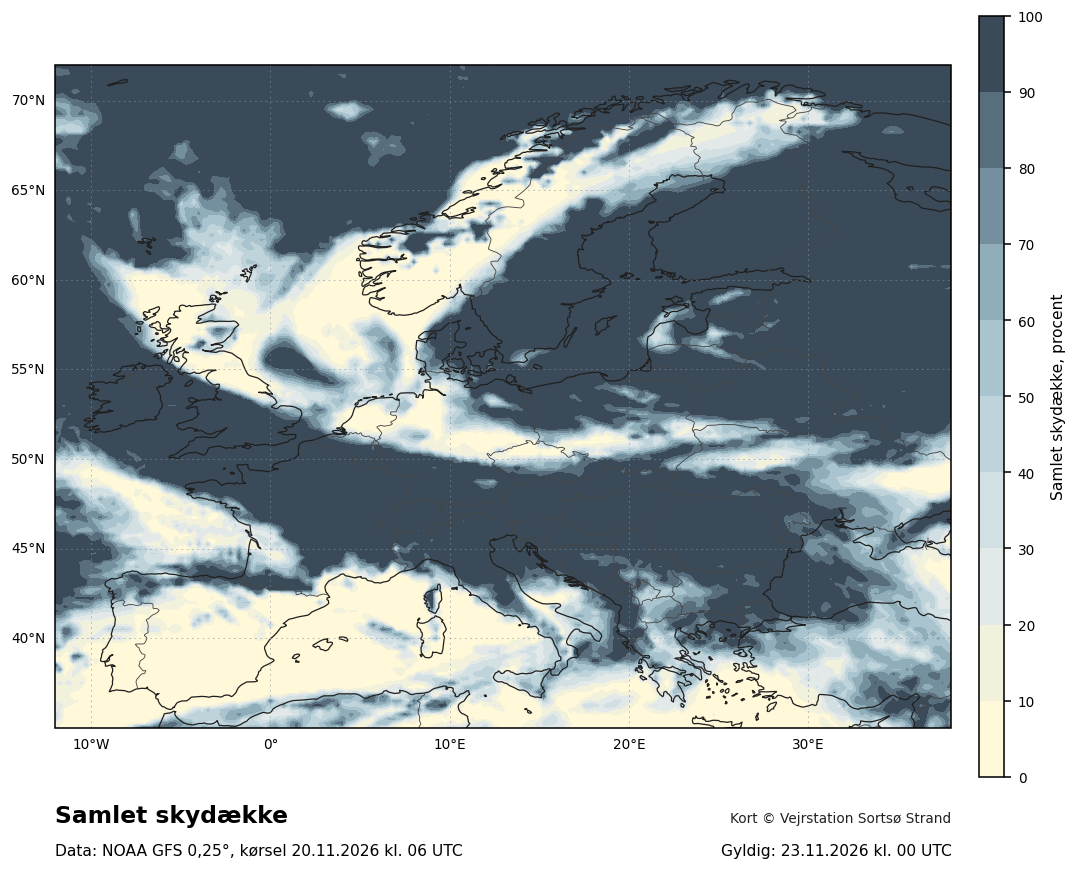 100
90
80
70
60
50
40
30
20
10
0
Samlet skydække, procent
70°N
65°N
60°N
55°N
50°N
45°N
40°N
10°W
0°
10°E
20°E
30°E
Samlet skydække
Kort © Vejrstation Sortsø Strand
Data: NOAA GFS 0,25°, kørsel 20.11.2026 kl. 06 UTC
Gyldig: 23.11.2026 kl. 00 UTC